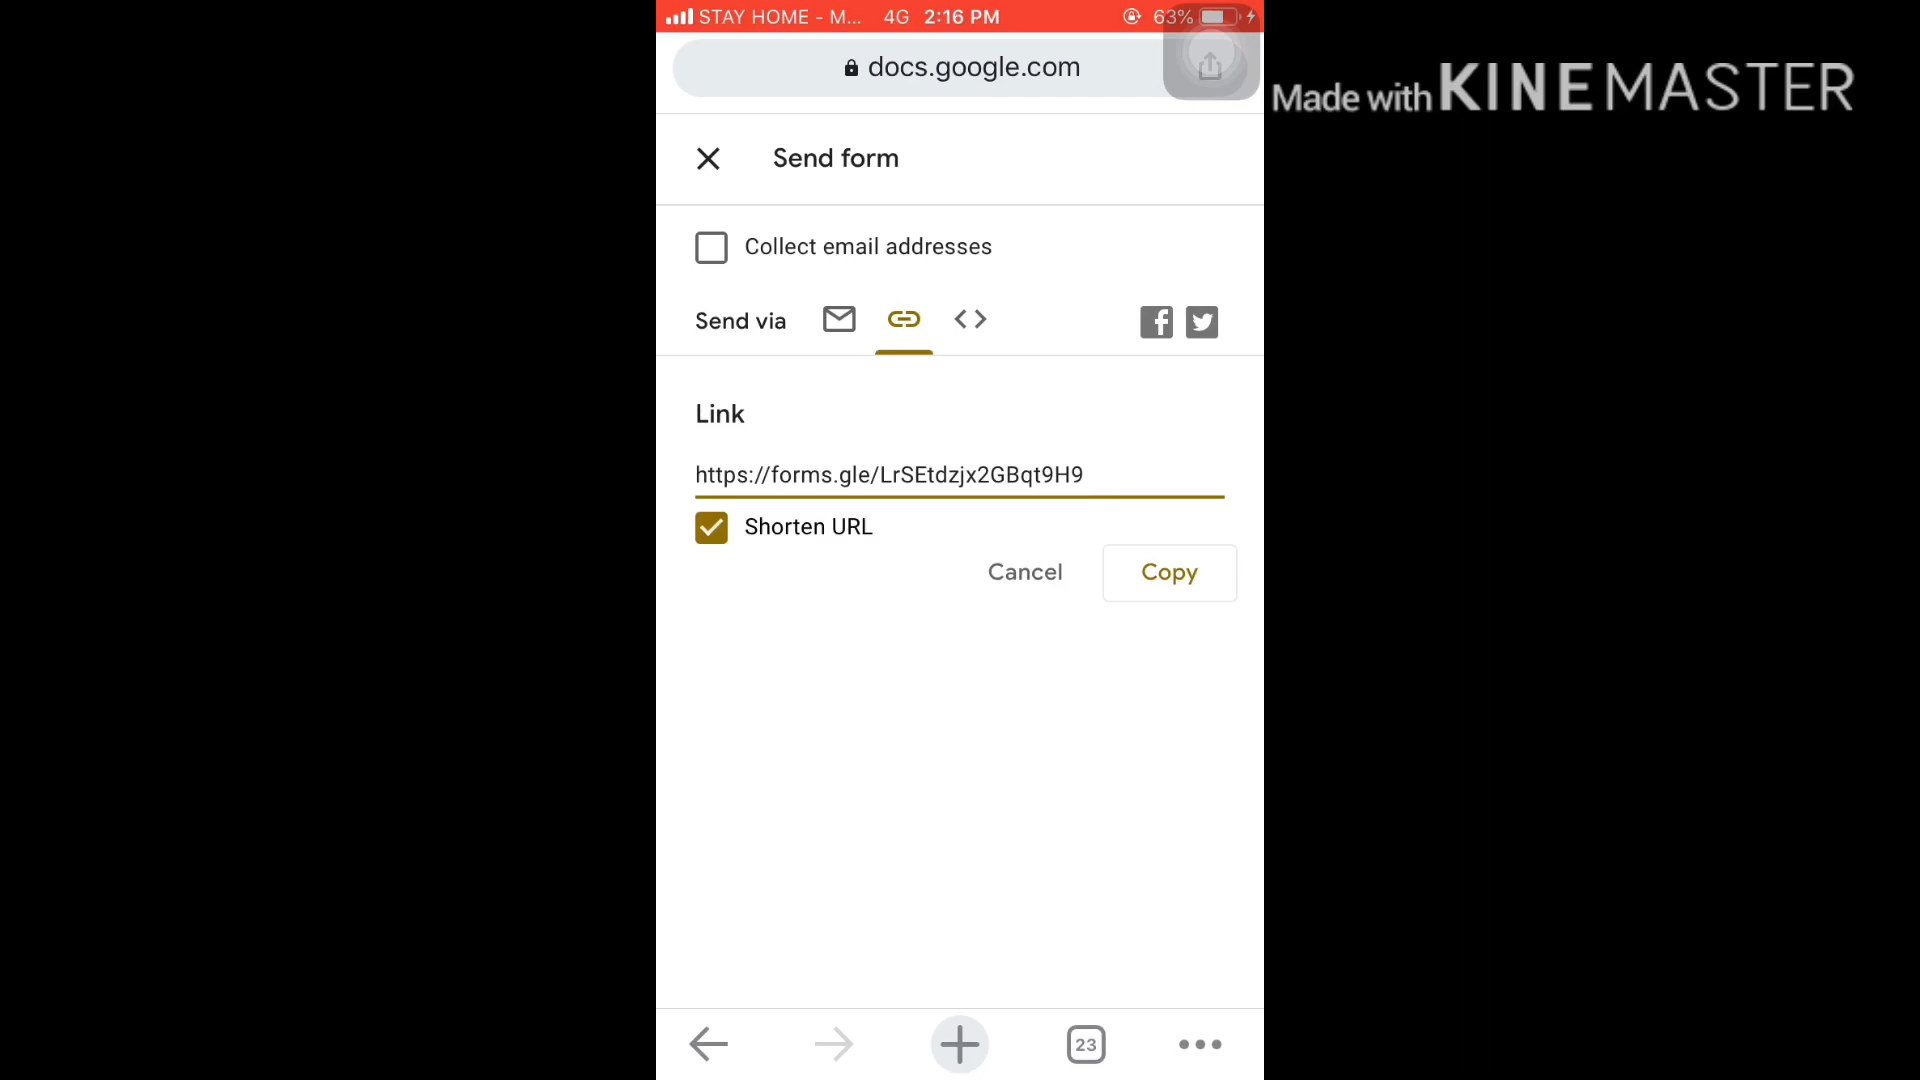 STAY HOME - M... 4G 2:16 PM 63%
docs.google.com
Made with KINEMASTER
Send form
Collect email addresses
Send via
Link
https://forms.gle/LrSEtdzjx2GBqt9H9
Shorten URL
Cancel Copy
23